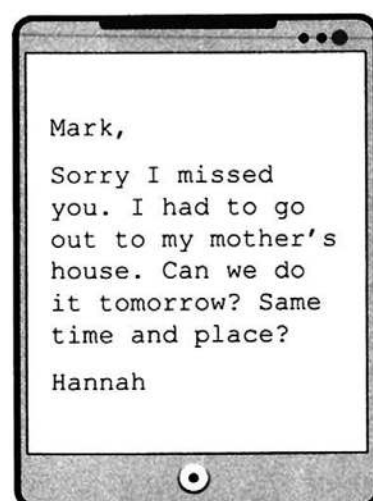 Mark,
Sorry I missed
you. I had to go
out to my mother's
house. Can we do
it tomorrow? Same
time and place?
Hannah